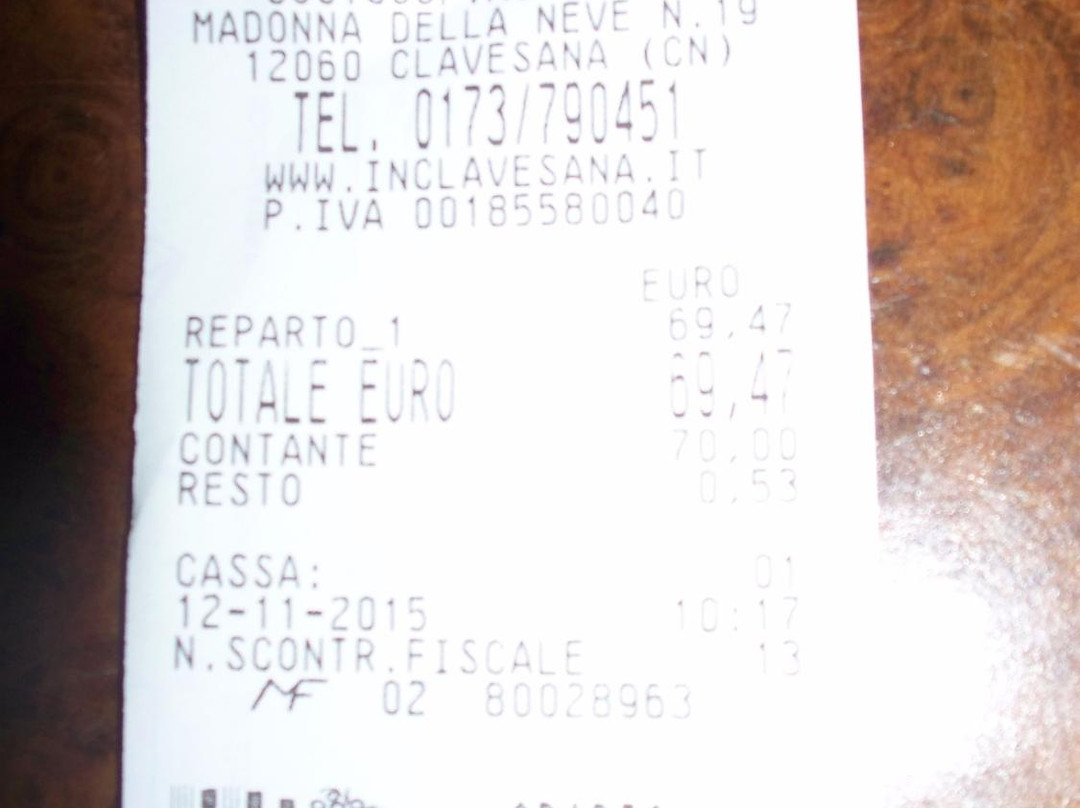 MADONNA DELLA NEVE N.19
12060 CLAVESANA (CN)
TEL. 0173/790451
WWW.INCLAVESANA.IT
P.IVA 00185580040
EURO
REPARTO_1 69,47
TOTALE EURO 69,47
CONTANTE 70,00
RESTO 0,53
CASSA: 01
12-11-2015 10:17
N.SCONTR.FISCALE 13
MF 02 80028963